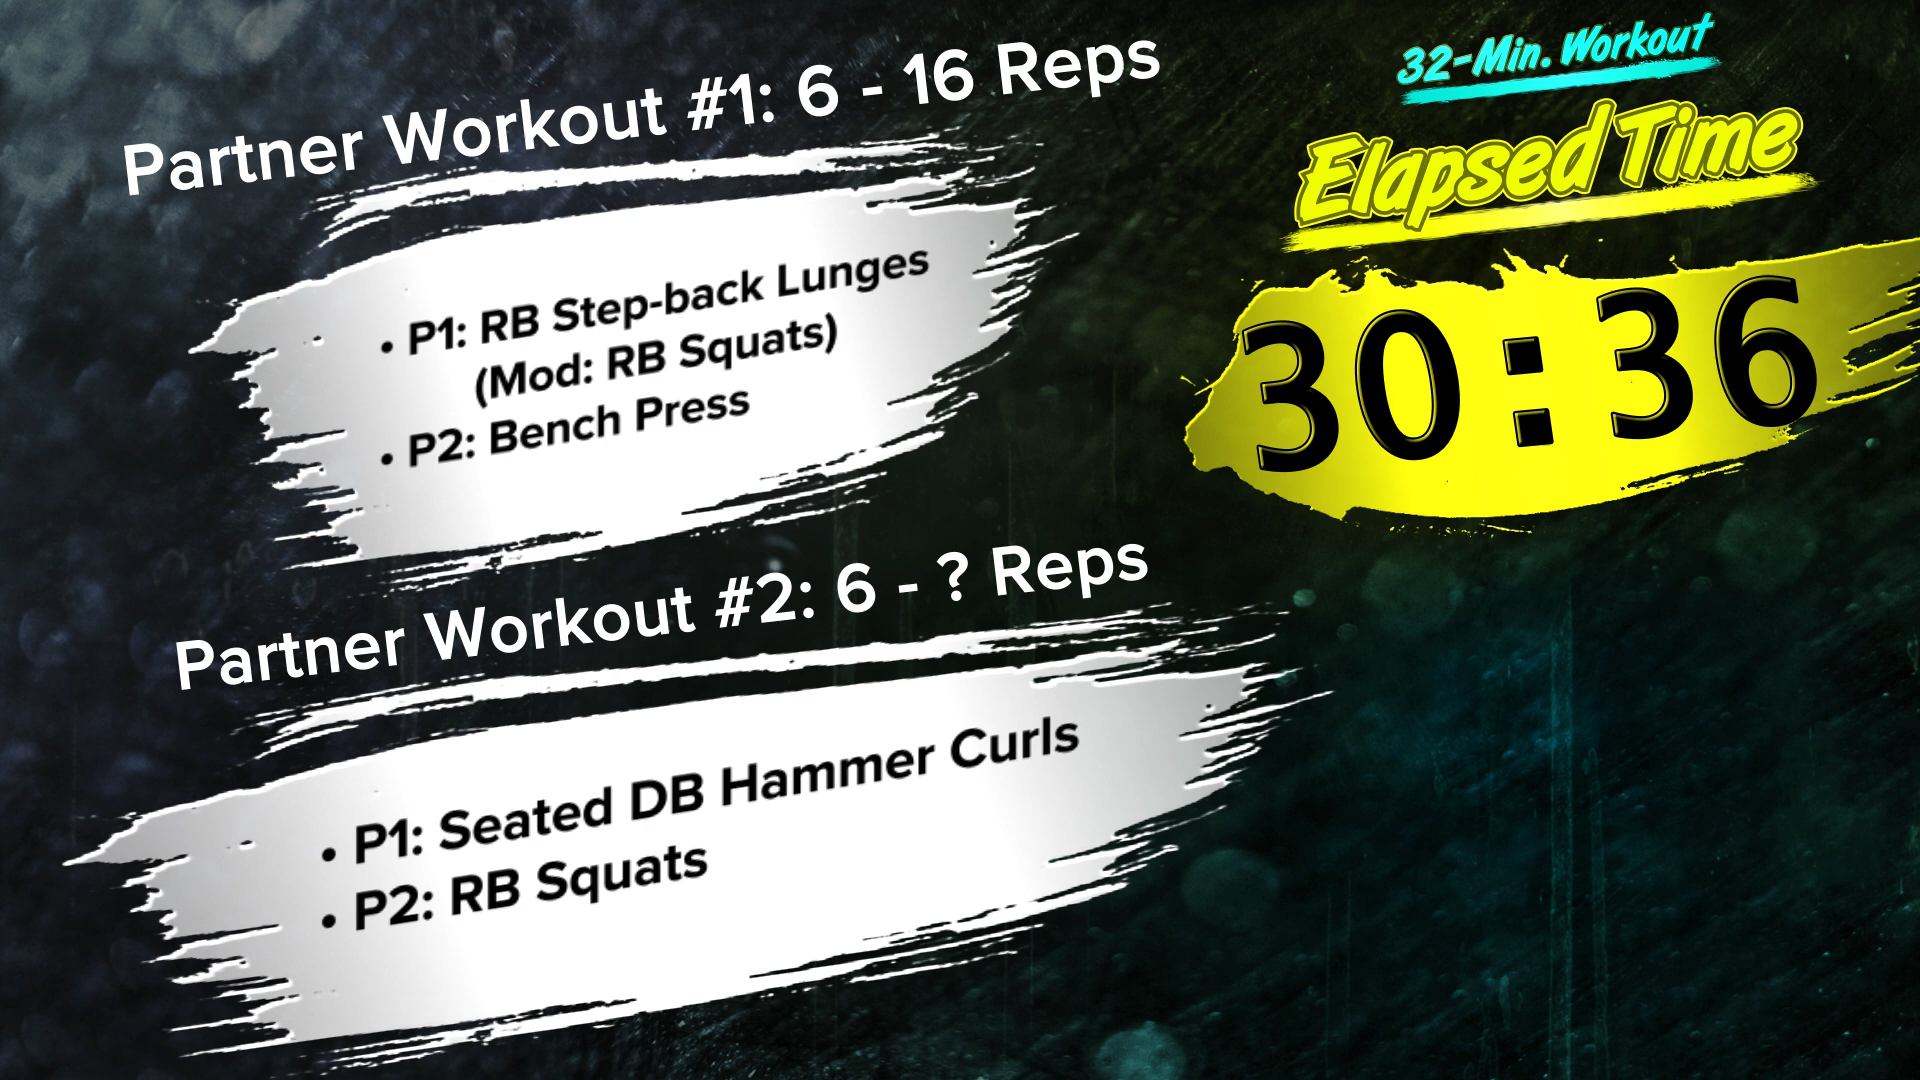 Partner Workout #1: 6 - 16 Reps
• P1: RB Step-back Lunges
(Mod: RB Squats)
• P2: Bench Press
Partner Workout #2: 6 - ? Reps
• P1: Seated DB Hammer Curls
• P2: RB Squats
32-Min. Workout
Elapsed Time
30:36